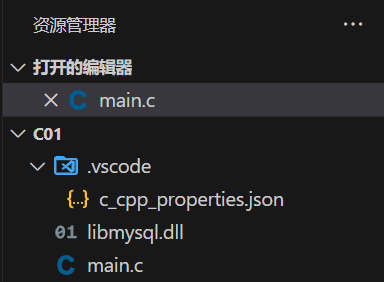 资源管理器
打开的编辑器
main.c
C01
.vscode
{..} c_cpp_properties.json
01 libmysql.dll
main.c